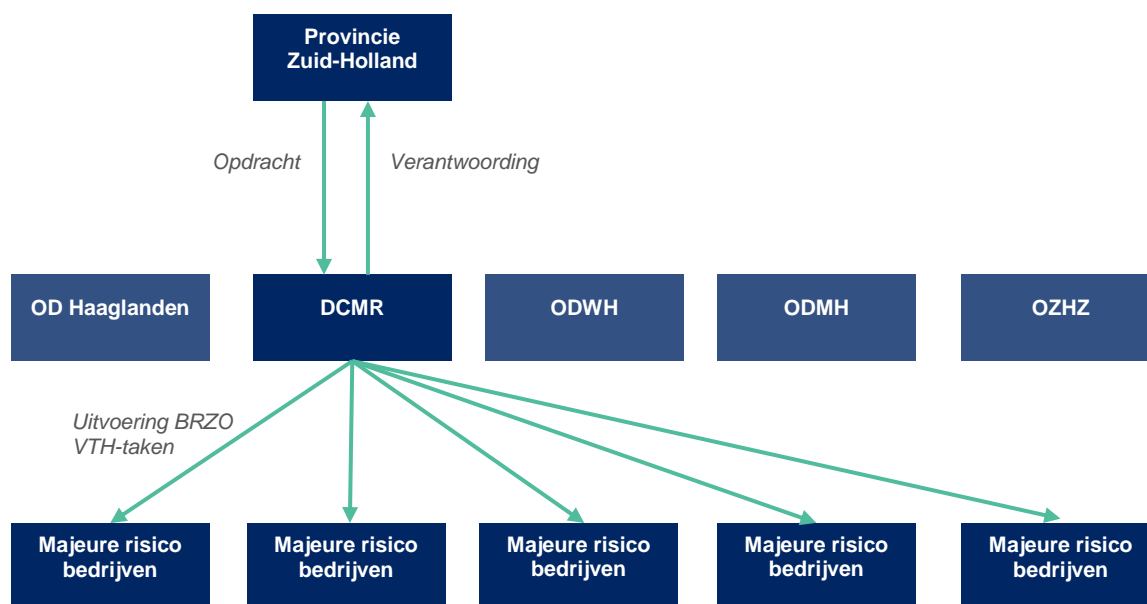 Provincie
Zuid-Holland
Opdracht
Verantwoording
OD Haaglanden
DCMR
ODWH
ODMH
OZHZ
Uitvoering BRZO
VTH-taken
Majeure risico
bedrijven
Majeure risico
bedrijven
Majeure risico
bedrijven
Majeure risico
bedrijven
Majeure risico
bedrijven